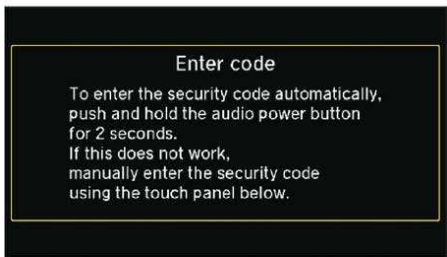 Enter code
To enter the security code automatically,
push and hold the audio power button
for 2 seconds.
If this does not work,
manually enter the security code
using the touch panel below.